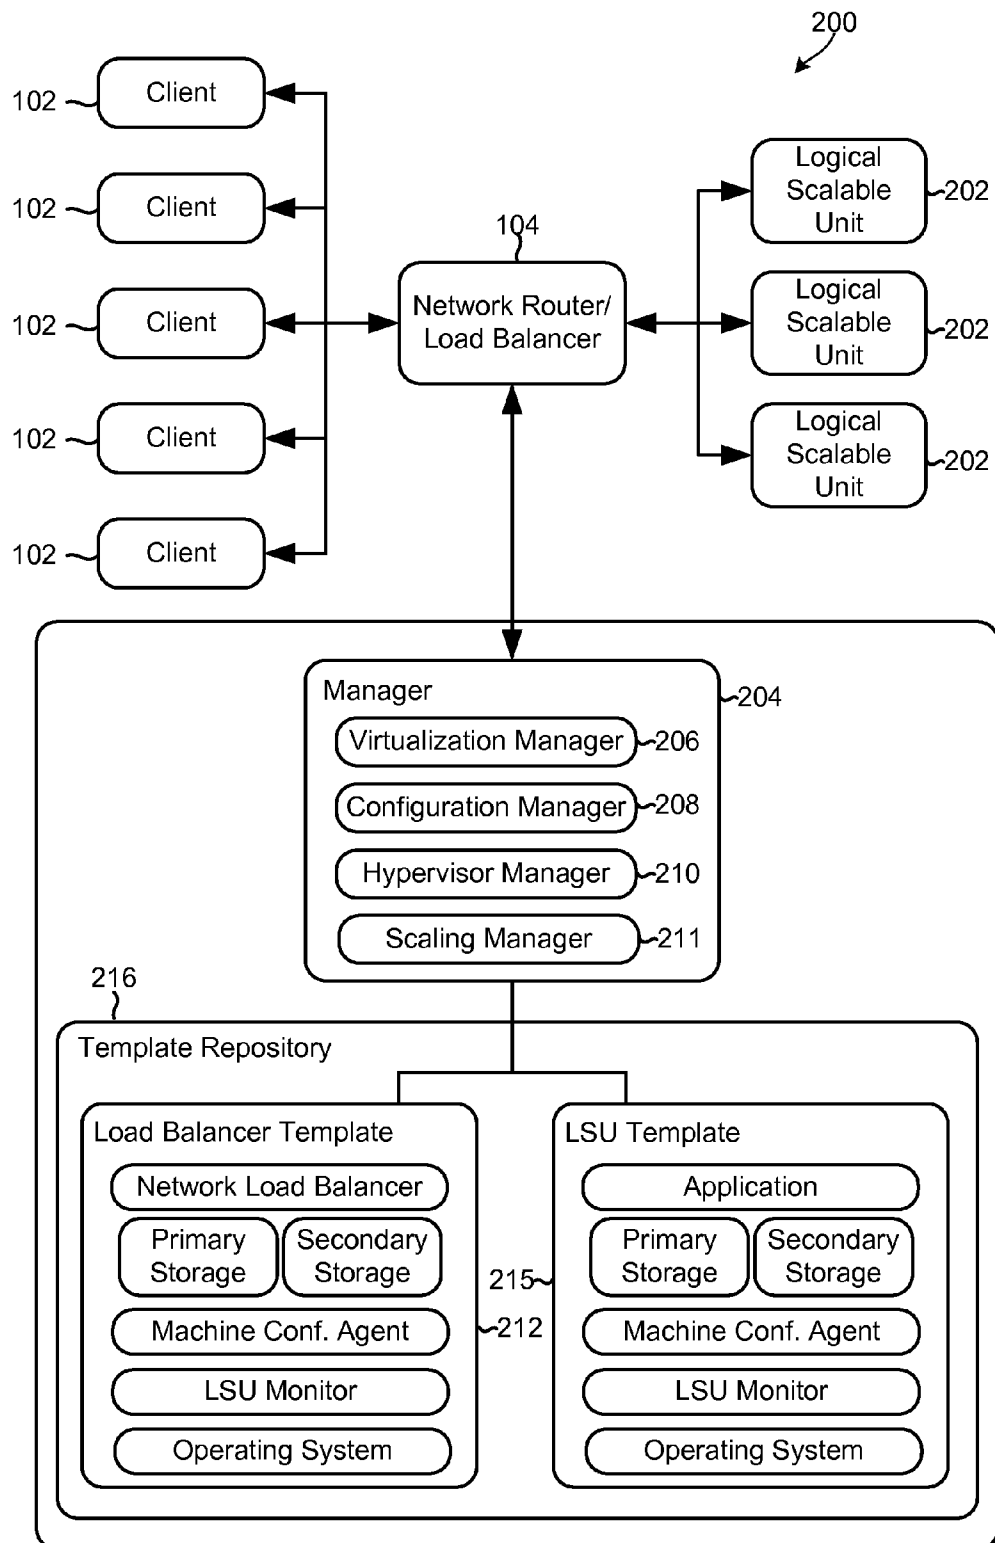 200
102
Client
102
Client
102
Client
102
Client
102
Client
104
Network Router/
Load Balancer
Logical
Scalable
Unit
202
Logical
Scalable
Unit
202
Logical
Scalable
Unit
202
Manager
204
Virtualization Manager
206
Configuration Manager
208
Hypervisor Manager
210
Scaling Manager
211
216
Template Repository
Load Balancer Template
Network Load Balancer
Primary
Storage
Secondary
Storage
Machine Conf. Agent
LSU Monitor
Operating System
212
LSU Template
Application
Primary
Storage
Secondary
Storage
215
Machine Conf. Agent
LSU Monitor
Operating System